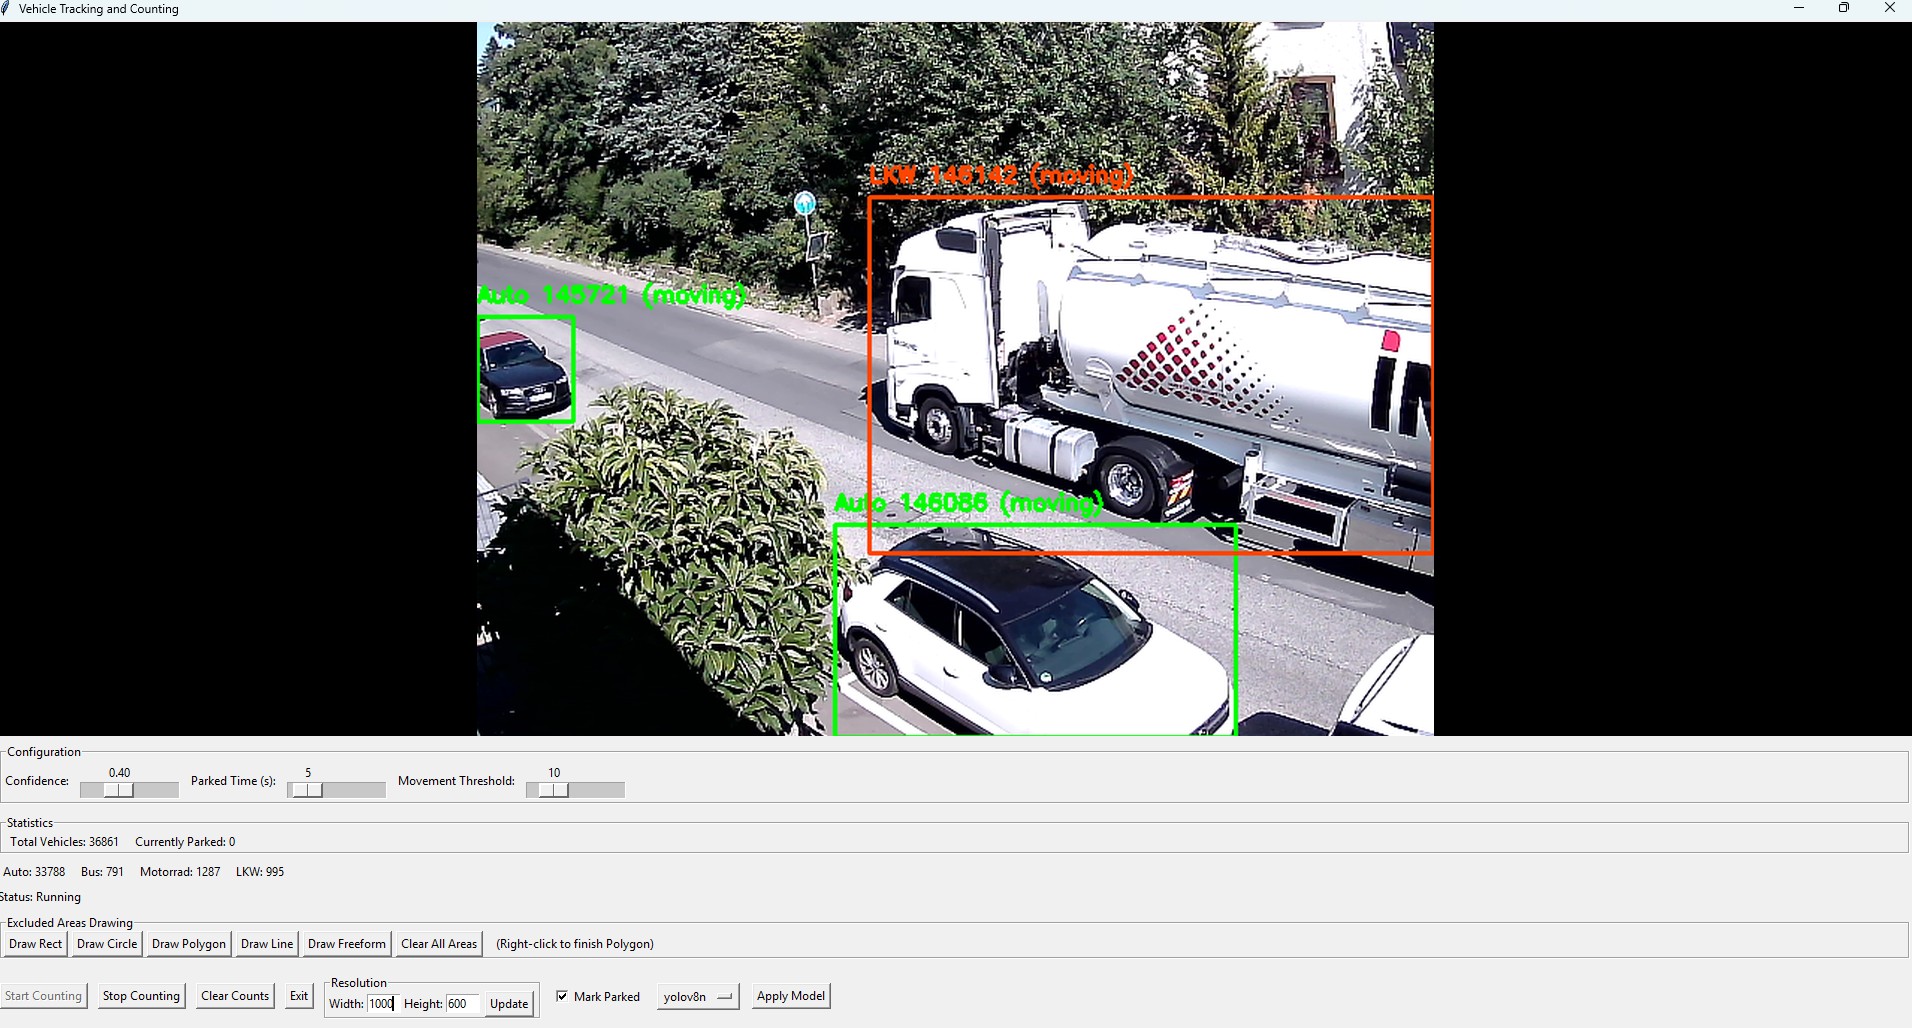 Vehicle Tracking and Counting
LKW 146142 (moving)
Auto 145721 (moving)
Auto 146086 (moving)
Configuration
Confidence: 0.40 Parked Time (s): 5 Movement Threshold: 10
Statistics
Total Vehicles: 36861 Currently Parked: 0
Auto: 33788 Bus: 791 Motorrad: 1287 LKW: 995
Status: Running
Excluded Areas Drawing
Draw Rect Draw Circle Draw Polygon Draw Line Draw Freeform Clear All Areas (Right-click to finish Polygon)
Resolution
Start Counting Stop Counting Clear Counts Exit Width: 1000 Height: 600 Update Mark Parked yolov8n Apply Model